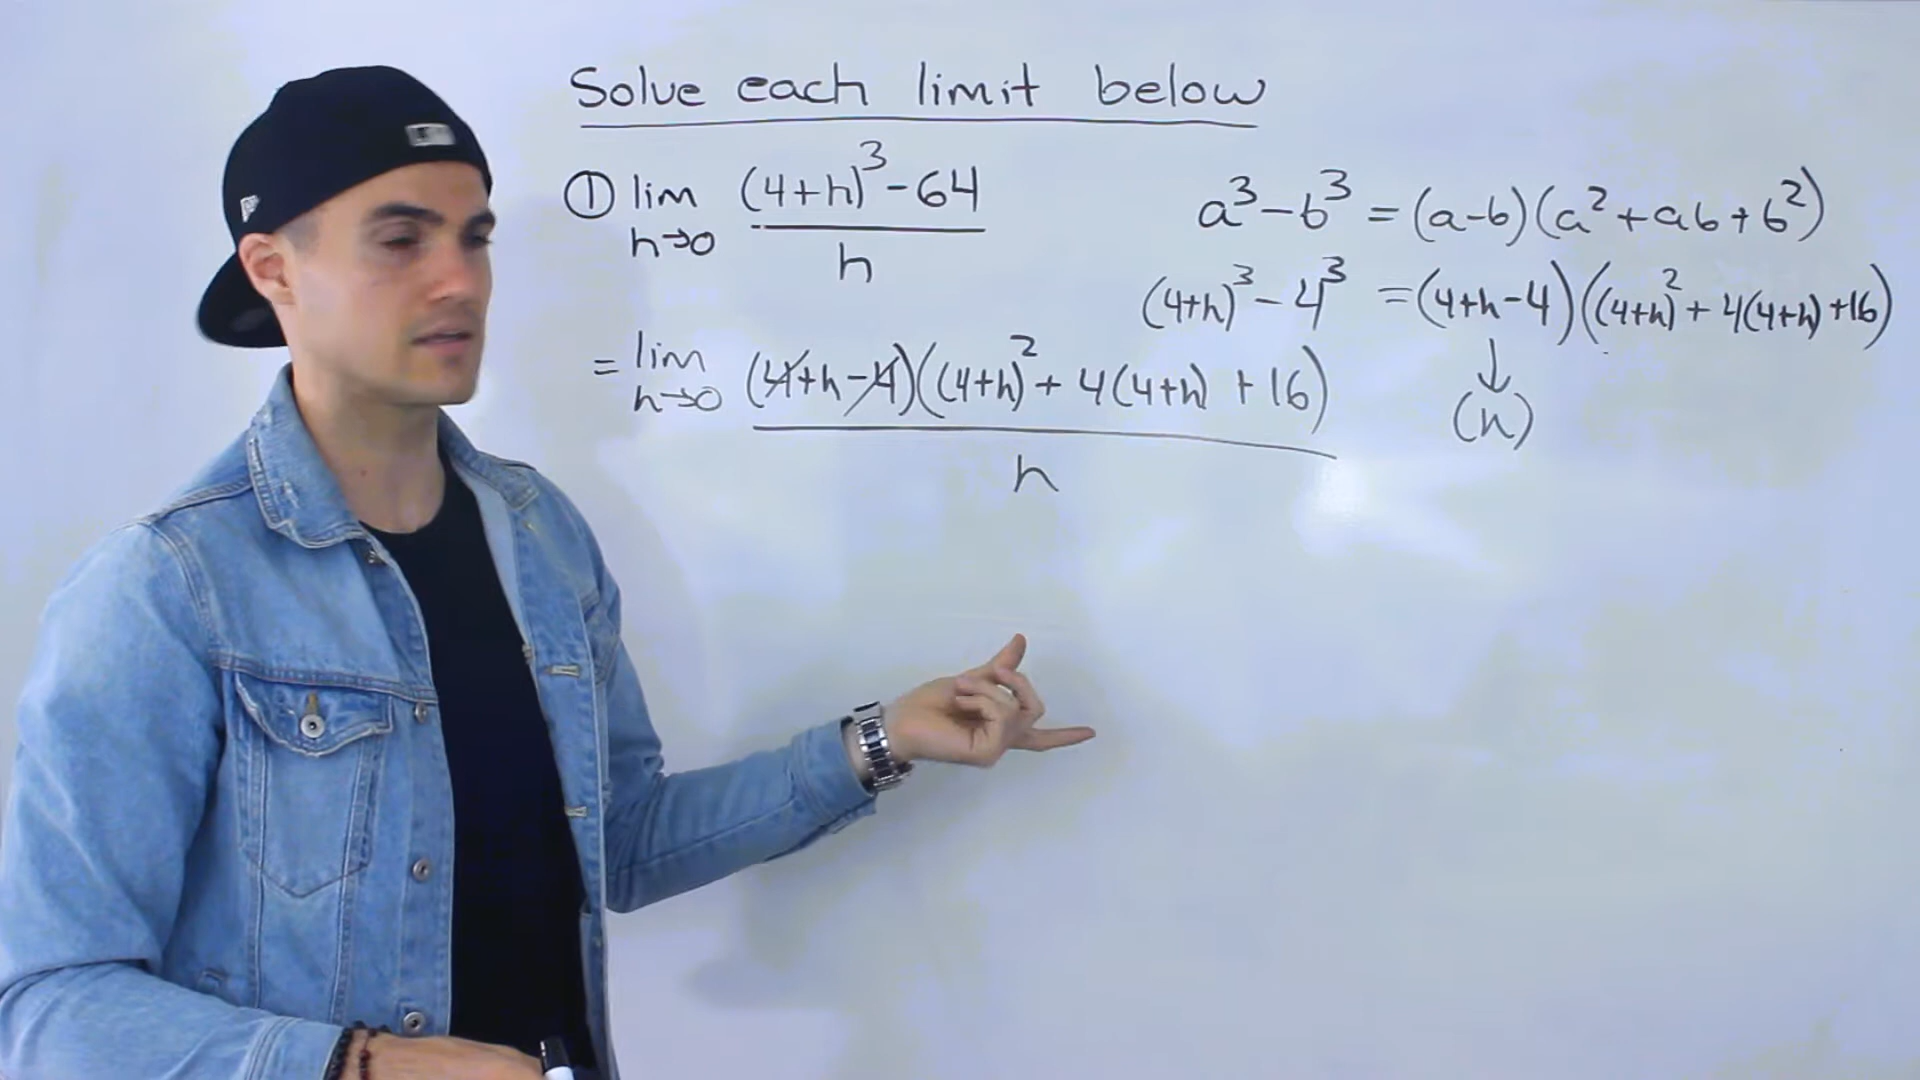 Solve each limit below
① lim h→0 (4+h)³-64 / h
a³-b³ = (a-b)(a²+ab+b²)
(4+h)³-4³ = (4+h-4)((4+h)²+4(4+h)+16)
↓
(h)
= lim h→0 (4+h-4)((4+h)²+4(4+h)+16) / h